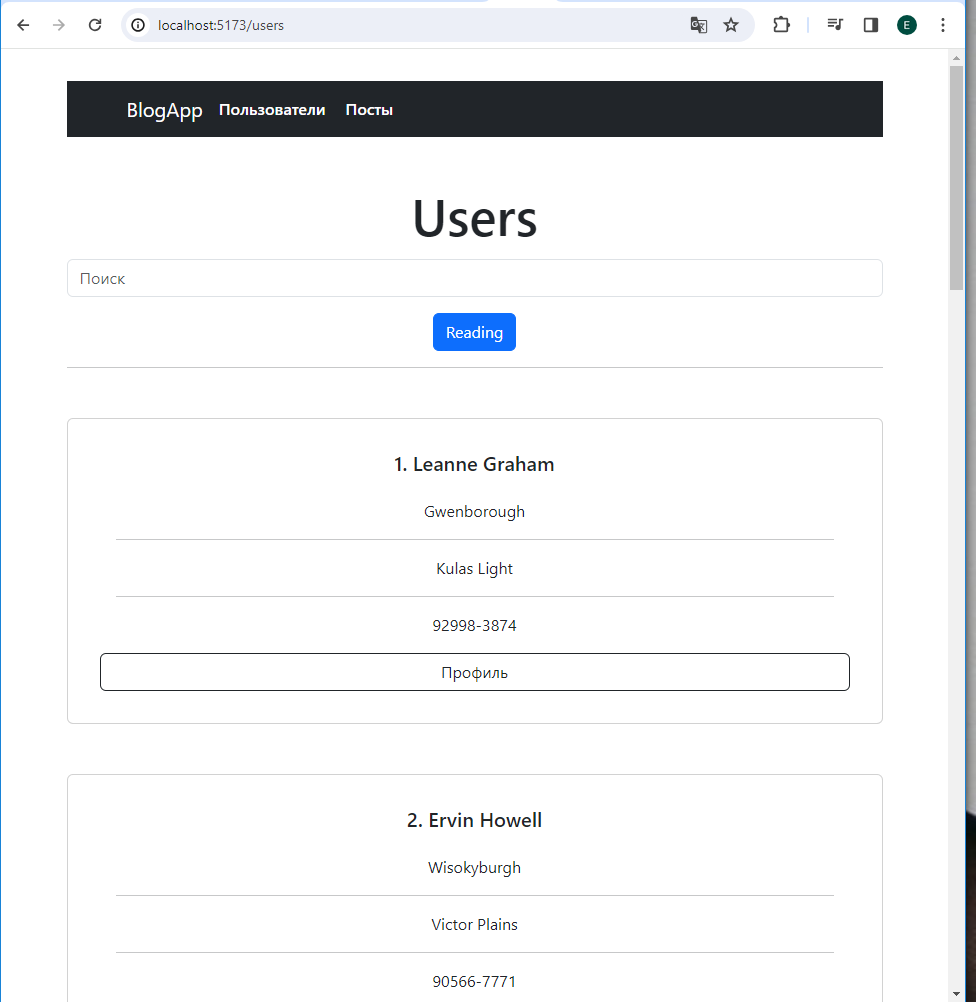 localhost:5173/users
E
BlogApp Пользователи Посты
Users
Поиск
Reading
1. Leanne Graham
Gwenborough
Kulas Light
92998-3874
Профиль
2. Ervin Howell
Wisokyburgh
Victor Plains
90566-7771